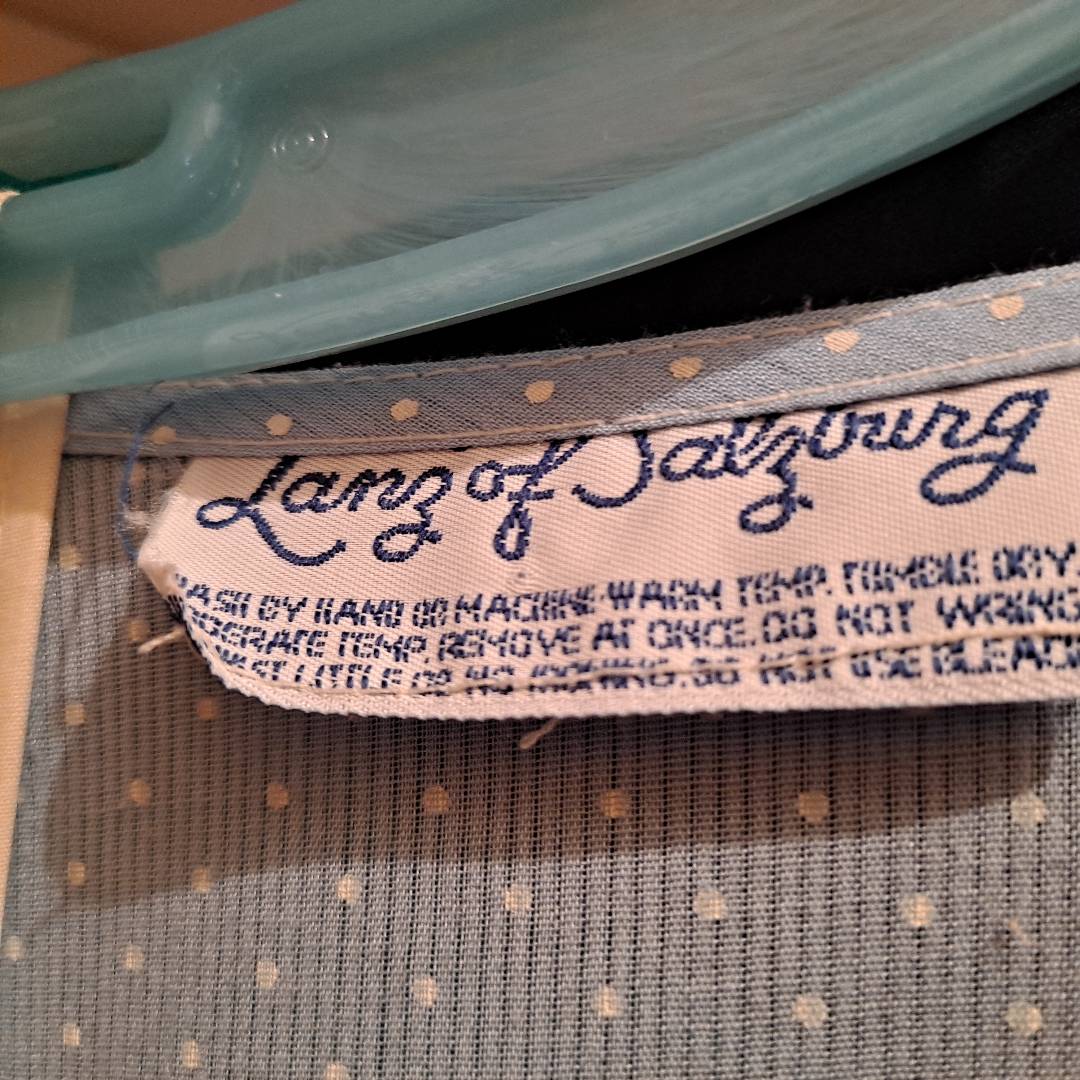 Lanz of Salzburg
WASH BY HAND OR MACHINE-WARM TEMP. TUMBLE DRY,
MODERATE TEMP. REMOVE AT ONCE. DO NOT WRING
LITTLE OR NO IRONING. DO NOT USE BLEACH